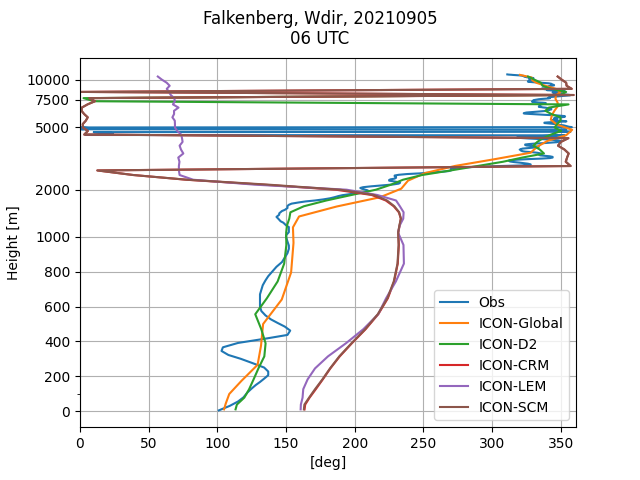 Falkenberg, Wdir, 20210905
06 UTC
10000
7500
5000
2000
1000
800
600
400
200
0
Height [m]
Obs
ICON-Global
ICON-D2
ICON-CRM
ICON-LEM
ICON-SCM
0 50 100 150 200 250 300 350
[deg]